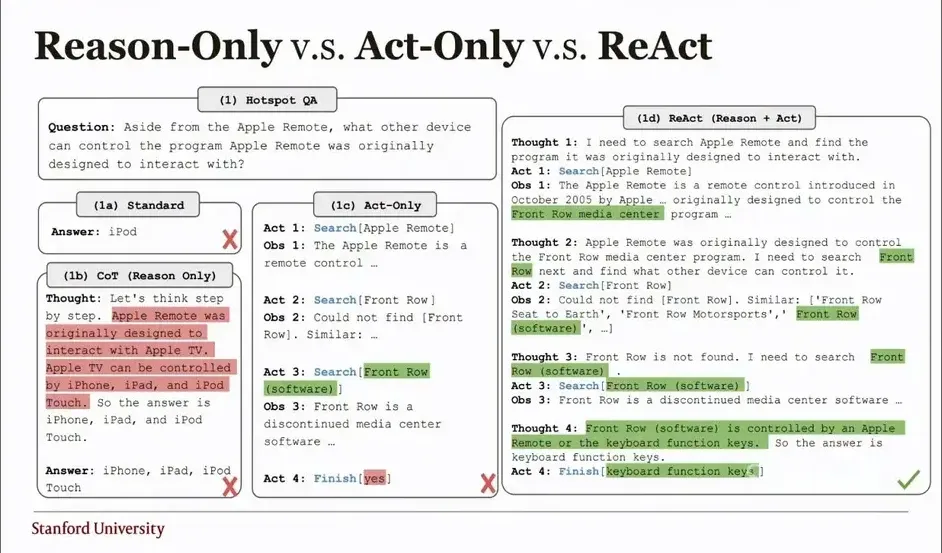 Reason-Only v.s. Act-Only v.s. ReAct
(1) Hotspot QA
Question: Aside from the Apple Remote, what other device
can control the program Apple Remote was originally
designed to interact with?
(1a) Standard
Answer: iPod
(1b) CoT (Reason Only)
Thought: Let's think step
by step. Apple Remote was
originally designed to
interact with Apple TV.
Apple TV can be controlled
by iPhone, iPad, and iPod
Touch. So the answer is
iPhone, iPad, and iPod
Touch.
Answer: iPhone, iPad, iPod
Touch
(1c) Act-Only
Act 1: Search[Apple Remote]
Obs 1: The Apple Remote is a
remote control …
Act 2: Search[Front Row]
Obs 2: Could not find [Front
Row]. Similar: …
Act 3: Search[Front Row
(software)]
Obs 3: Front Row is a
discontinued media center
software …
Act 4: Finish[yes]
(1d) ReAct (Reason + Act)
Thought 1: I need to search Apple Remote and find the
program it was originally designed to interact with.
Act 1: Search[Apple Remote]
Obs 1: The Apple Remote is a remote control introduced in
October 2005 by Apple … originally designed to control the
Front Row media center program …
Thought 2: Apple Remote was originally designed to control
the Front Row media center program. I need to search Front
Row next and find what other device can control it.
Act 2: Search[Front Row]
Obs 2: Could not find [Front Row]. Similar: ['Front Row
Seat to Earth', 'Front Row Motorsports', 'Front Row
(software)', …]
Thought 3: Front Row is not found. I need to search Front
Row (software) .
Act 3: Search[Front Row (software)]
Obs 3: Front Row is a discontinued media center software …
Thought 4: Front Row (software) is controlled by an Apple
Remote or the keyboard function keys. So the answer is
keyboard function keys.
Act 4: Finish[keyboard function keys]
Stanford University